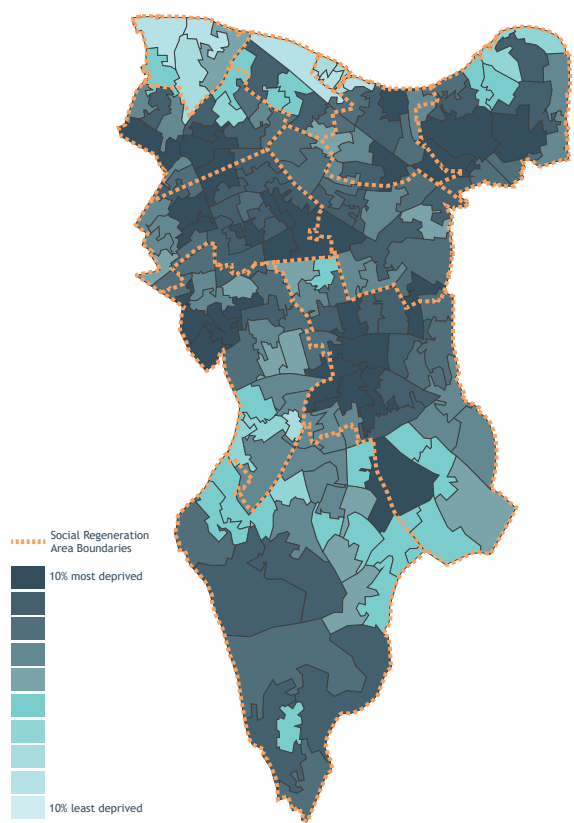 Social Regeneration
Area Boundaries
10% most deprived
10% least deprived